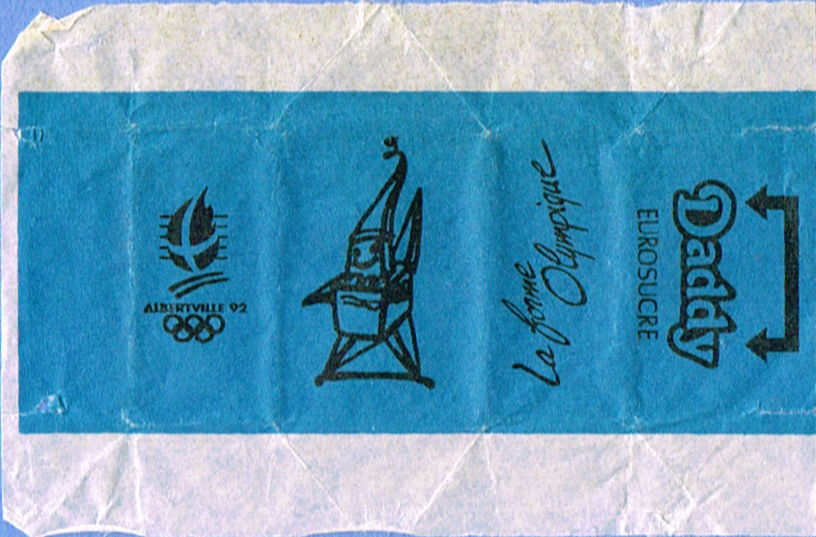 ALBERTVILLE 92
La forme
Olympique
Daddy
EUROSUCRE